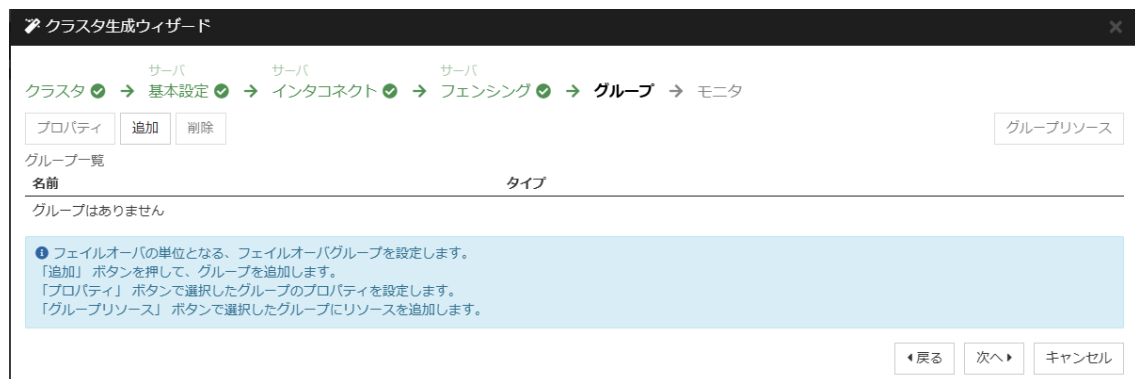 クラスタ生成ウィザード
サーバ サーバ サーバ
クラスタ → 基本設定 → インタコネクト → フェンシング → グループ → モニタ
プロパティ 追加 削除 グループリソース
グループ一覧
名前 タイプ
グループはありません
フェイルオーバの単位となる、フェイルオーバグループを設定します。
「追加」 ボタンを押して、グループを追加します。
「プロパティ」 ボタンで選択したグループのプロパティを設定します。
「グループリソース」 ボタンで選択したグループにリソースを追加します。
戻る 次へ キャンセル